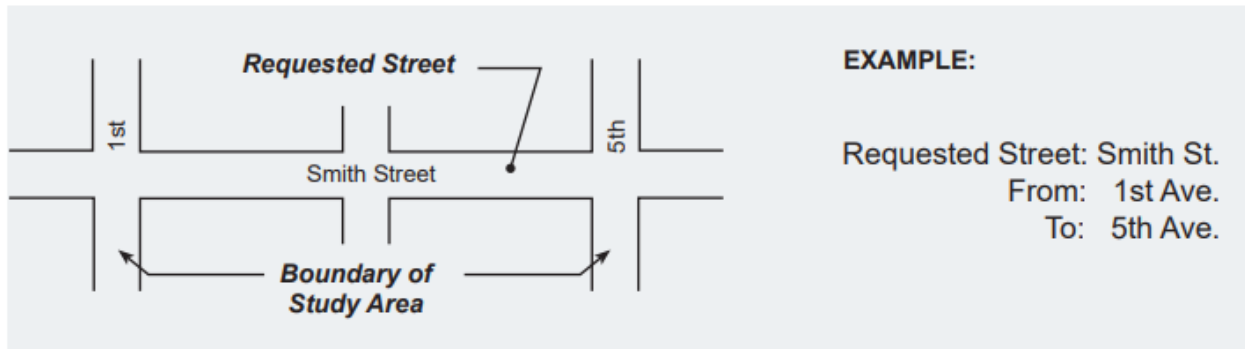 Requested Street
1st
5th
Smith Street
Boundary of
Study Area
EXAMPLE:
Requested Street: Smith St.
From: 1st Ave.
To: 5th Ave.